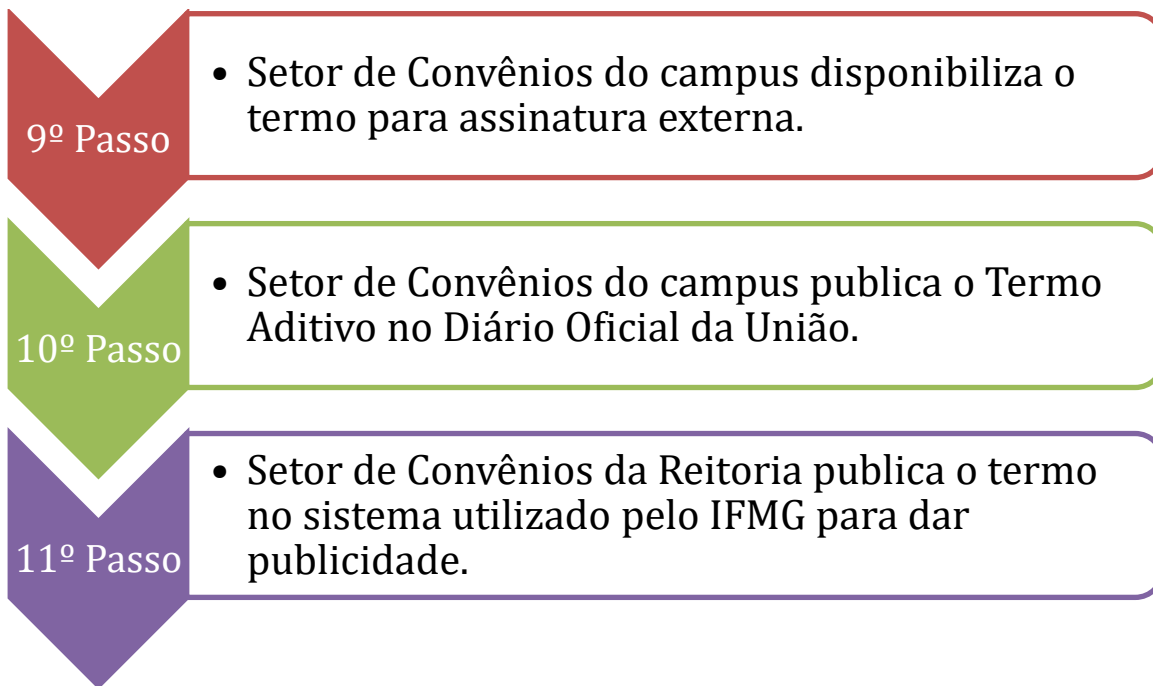 9º Passo
• Setor de Convênios do campus disponibiliza o
termo para assinatura externa.
10º Passo
• Setor de Convênios do campus publica o Termo
Aditivo no Diário Oficial da União.
11º Passo
• Setor de Convênios da Reitoria publica o termo
no sistema utilizado pelo IFMG para dar
publicidade.